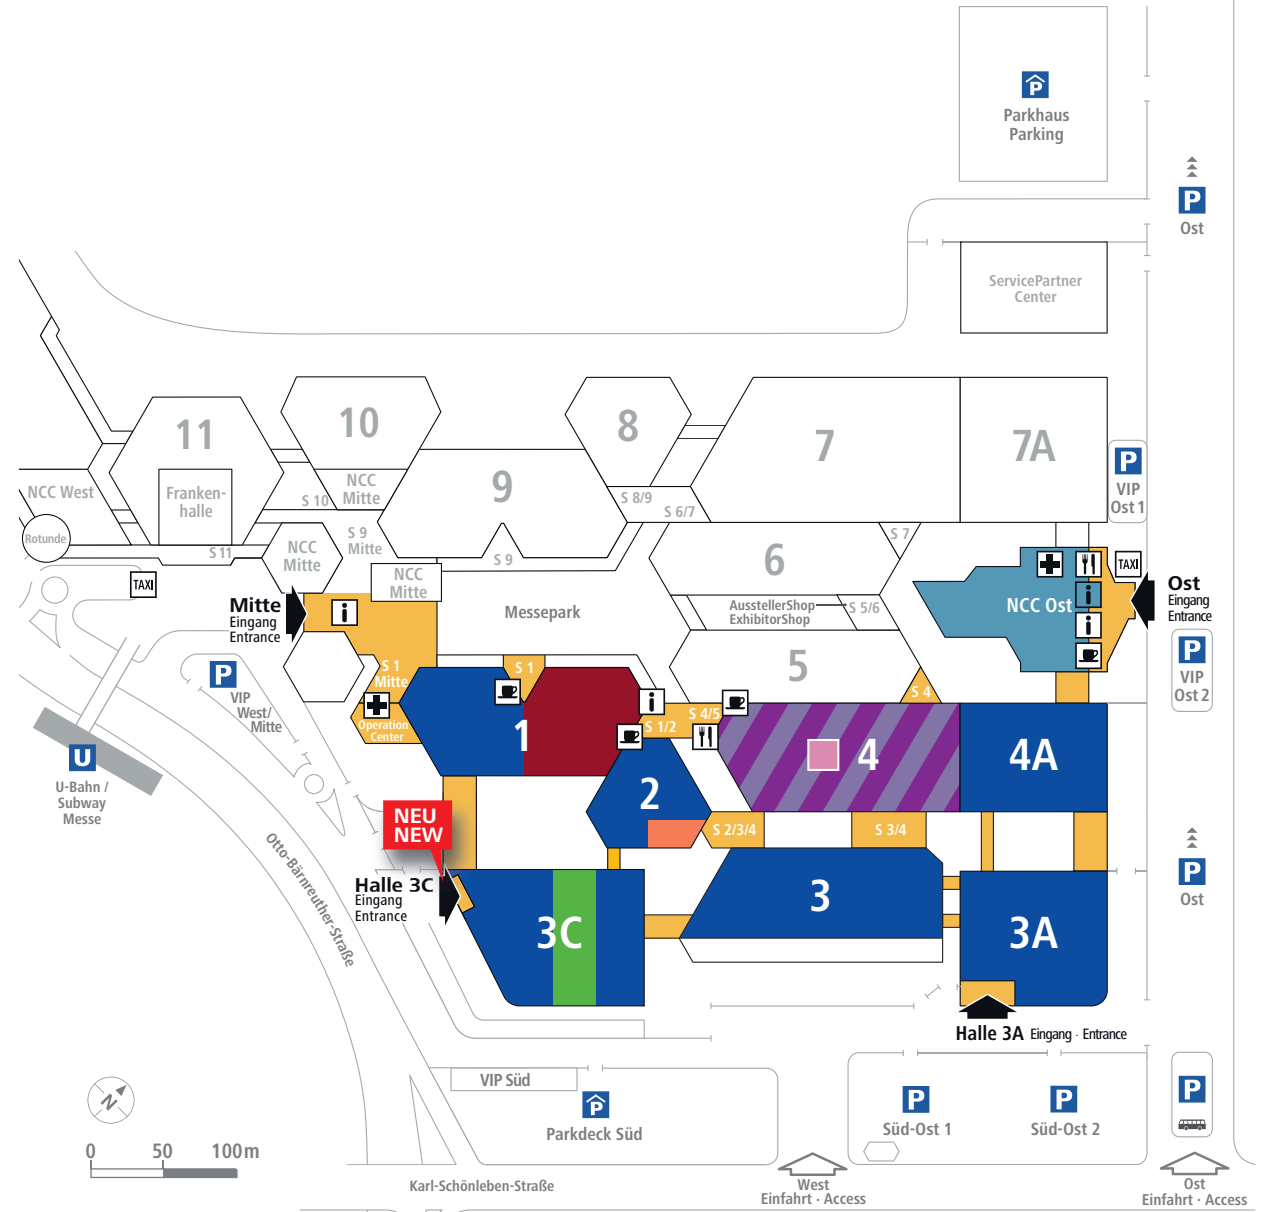 P
Parkhaus
Parking
P
Ost
ServicePartner
Center
11
10
8
7
7A
9
NCC West
Franken-
halle
NCC
Mitte
S 10
S 8/9
S 6/7
P
VIP
Ost 1
Rotunde
S 11
NCC
Mitte
S 9
Mitte
S 9
NCC
Mitte
S 7
6
TAXI
TAXI
Mitte
Eingang
Entrance
i
Messepark
AusstellerShop
ExhibitorShop
S 5/6
NCC Ost
i
i
Ost
Eingang
Entrance
P
VIP
West/
Mitte
S 1
Mitte
S 1
5
S 4
P
VIP
Ost 2
Operation
Center
1
i
S 1/2
S 4/5
4
4A
U
U-Bahn /
Subway
Messe
2
NEU
NEW
S 2/3/4
S 3/4
Otto-Bärnreuther-Straße
Halle 3C
Eingang
Entrance
3C
3
3A
P
Ost
Halle 3A Eingang · Entrance
N
0 50 100m
VIP Süd
P
Parkdeck Süd
P
Süd-Ost 1
P
Süd-Ost 2
P
Karl-Schönleben-Straße
West
Einfahrt · Access
Ost
Einfahrt · Access